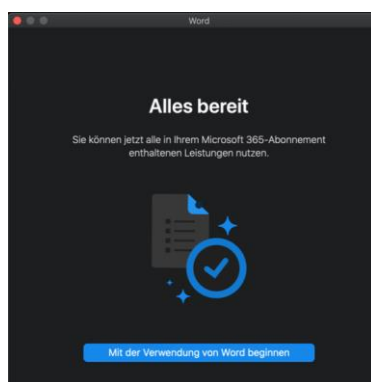 Word
Alles bereit
Sie können jetzt alle in Ihrem Microsoft 365-Abonnement
enthaltenen Leistungen nutzen.
Mit der Verwendung von Word beginnen